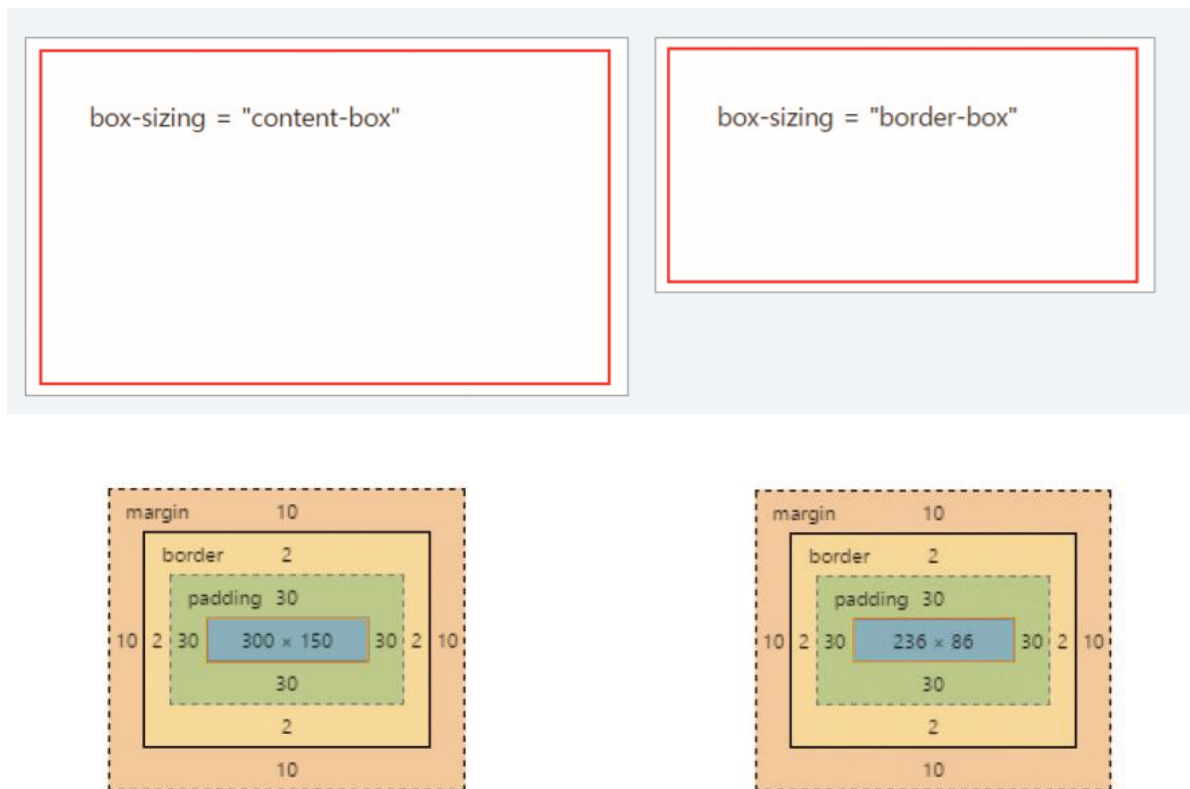 box-sizing = "content-box"
box-sizing = "border-box"
margin 10
border 2
padding 30
10 2 30 300 × 150 30 2 10
30
2
10
margin 10
border 2
padding 30
10 2 30 236 × 86 30 2 10
30
2
10